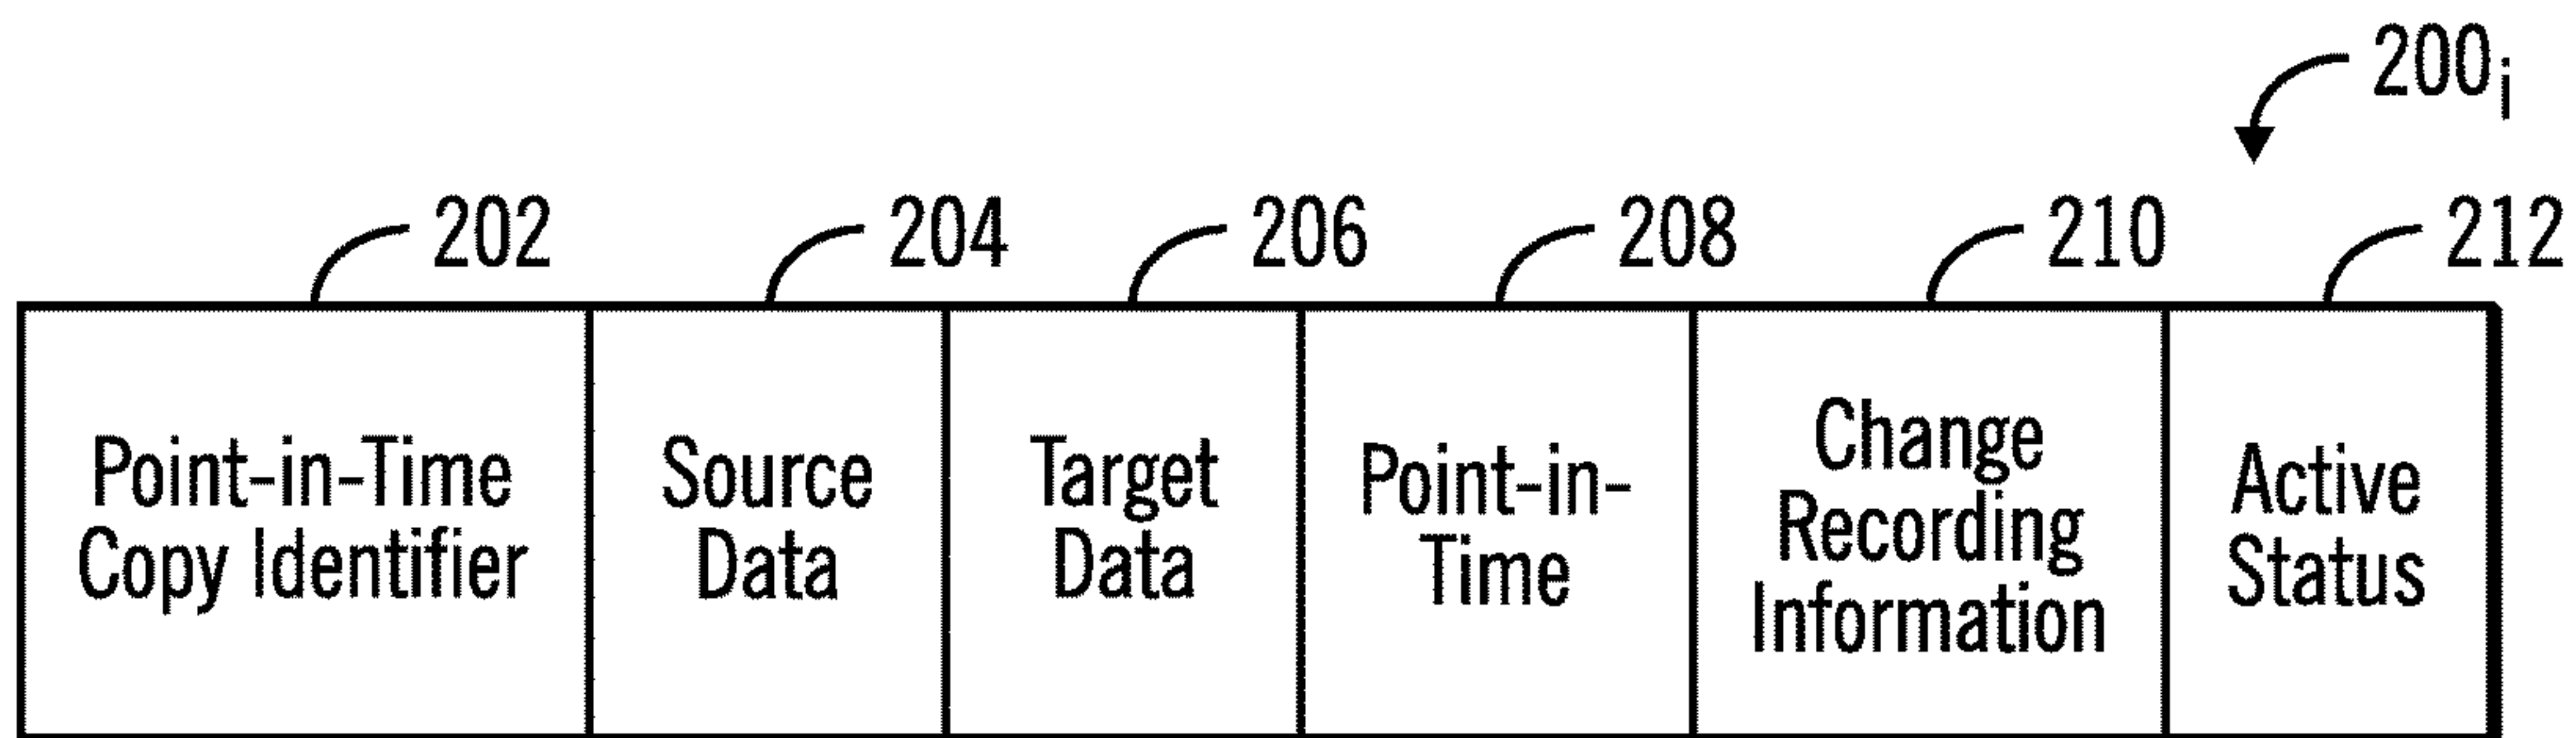 200i
202 204 206 208 210 212
Point-in-Time
Copy Identifier
Source
Data
Target
Data
Point-in-
Time
Change
Recording
Information
Active
Status